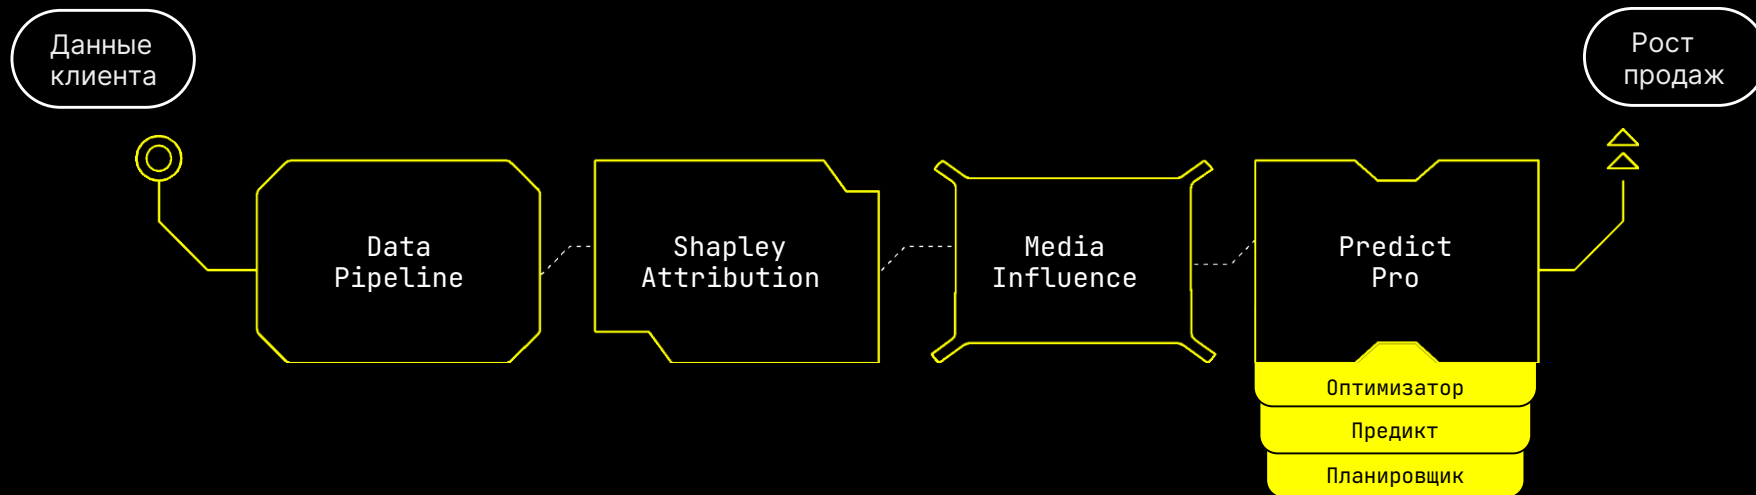 Данные
клиента
Рост
продаж
Data
Pipeline
Shapley
Attribution
Media
Influence
Predict
Pro
Оптимизатор
Предикт
Планировщик